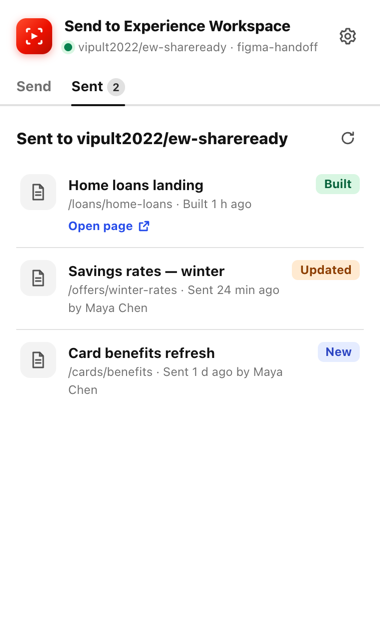 Send to Experience Workspace
vipult2022/ew-shareready · figma-handoff
Send
Sent 2
Sent to vipult2022/ew-shareready
Home loans landing
Built
/loans/home-loans · Built 1 h ago
Open page
Savings rates — winter
Updated
/offers/winter-rates · Sent 24 min ago
by Maya Chen
Card benefits refresh
New
/cards/benefits · Sent 1 d ago by Maya
Chen